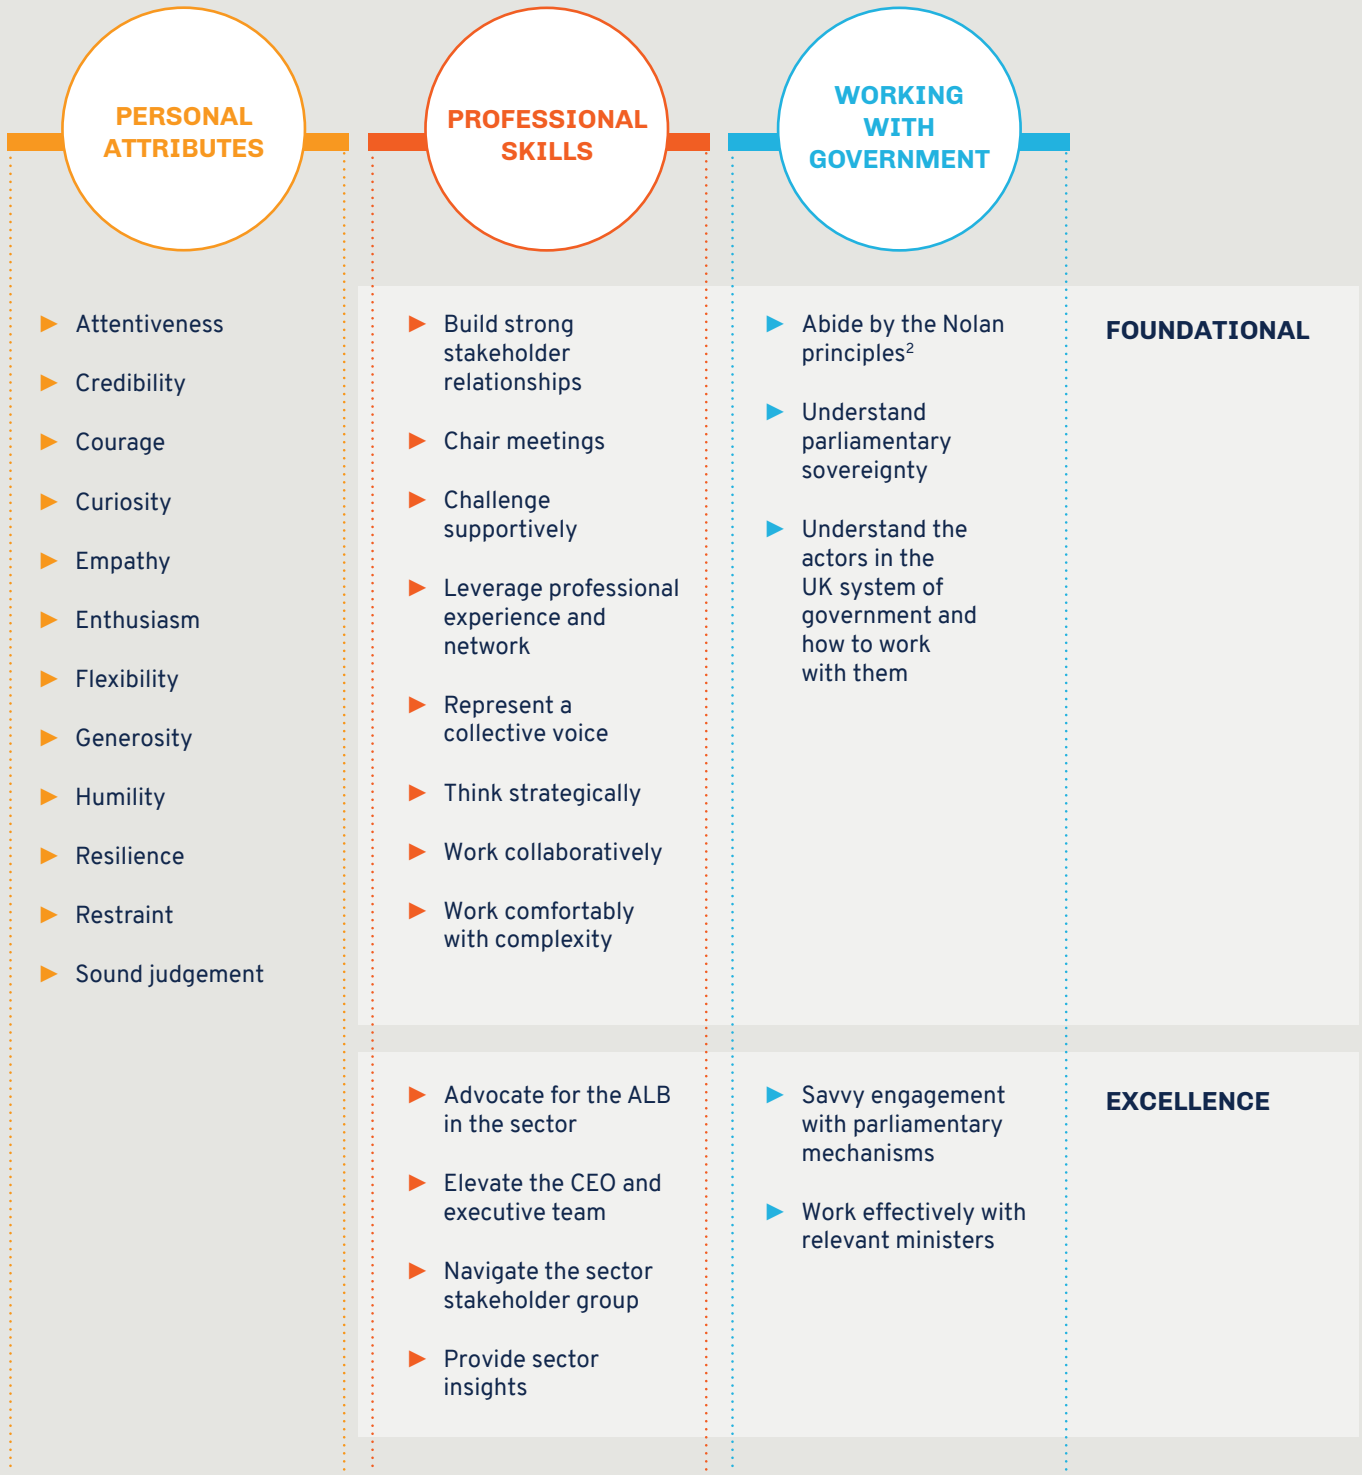 PERSONAL
ATTRIBUTES
PROFESSIONAL
SKILLS
WORKING
WITH
GOVERNMENT
Attentiveness
Credibility
Courage
Curiosity
Empathy
Enthusiasm
Flexibility
Generosity
Humility
Resilience
Restraint
Sound judgement
Build strong
stakeholder
relationships
Chair meetings
Challenge
supportively
Leverage professional
experience and
network
Represent a
collective voice
Think strategically
Work collaboratively
Work comfortably
with complexity
Abide by the Nolan
principles²
Understand
parliamentary
sovereignty
Understand the
actors in the
UK system of
government and
how to work
with them
FOUNDATIONAL
Advocate for the ALB
in the sector
Elevate the CEO and
executive team
Navigate the sector
stakeholder group
Provide sector
insights
Savvy engagement
with parliamentary
mechanisms
Work effectively with
relevant ministers
EXCELLENCE